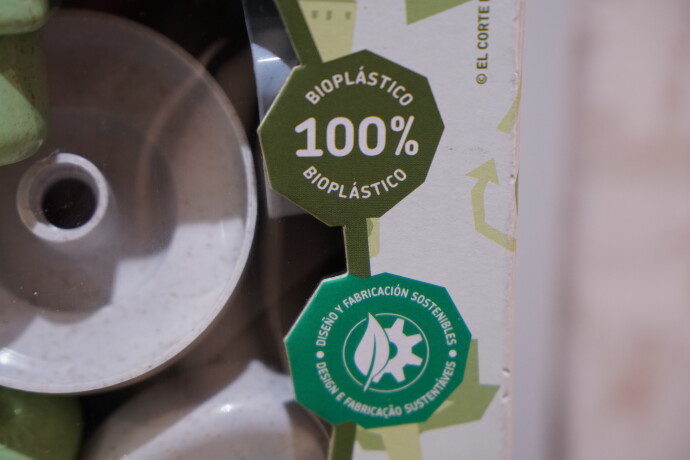 BIOPLÁSTICO
100%
BIOPLÁSTICO
© EL CORTE
DISEÑO Y FABRICACIÓN SOSTENIBLES
DESIGN E FABRICAÇÃO SUSTENTÁVEIS